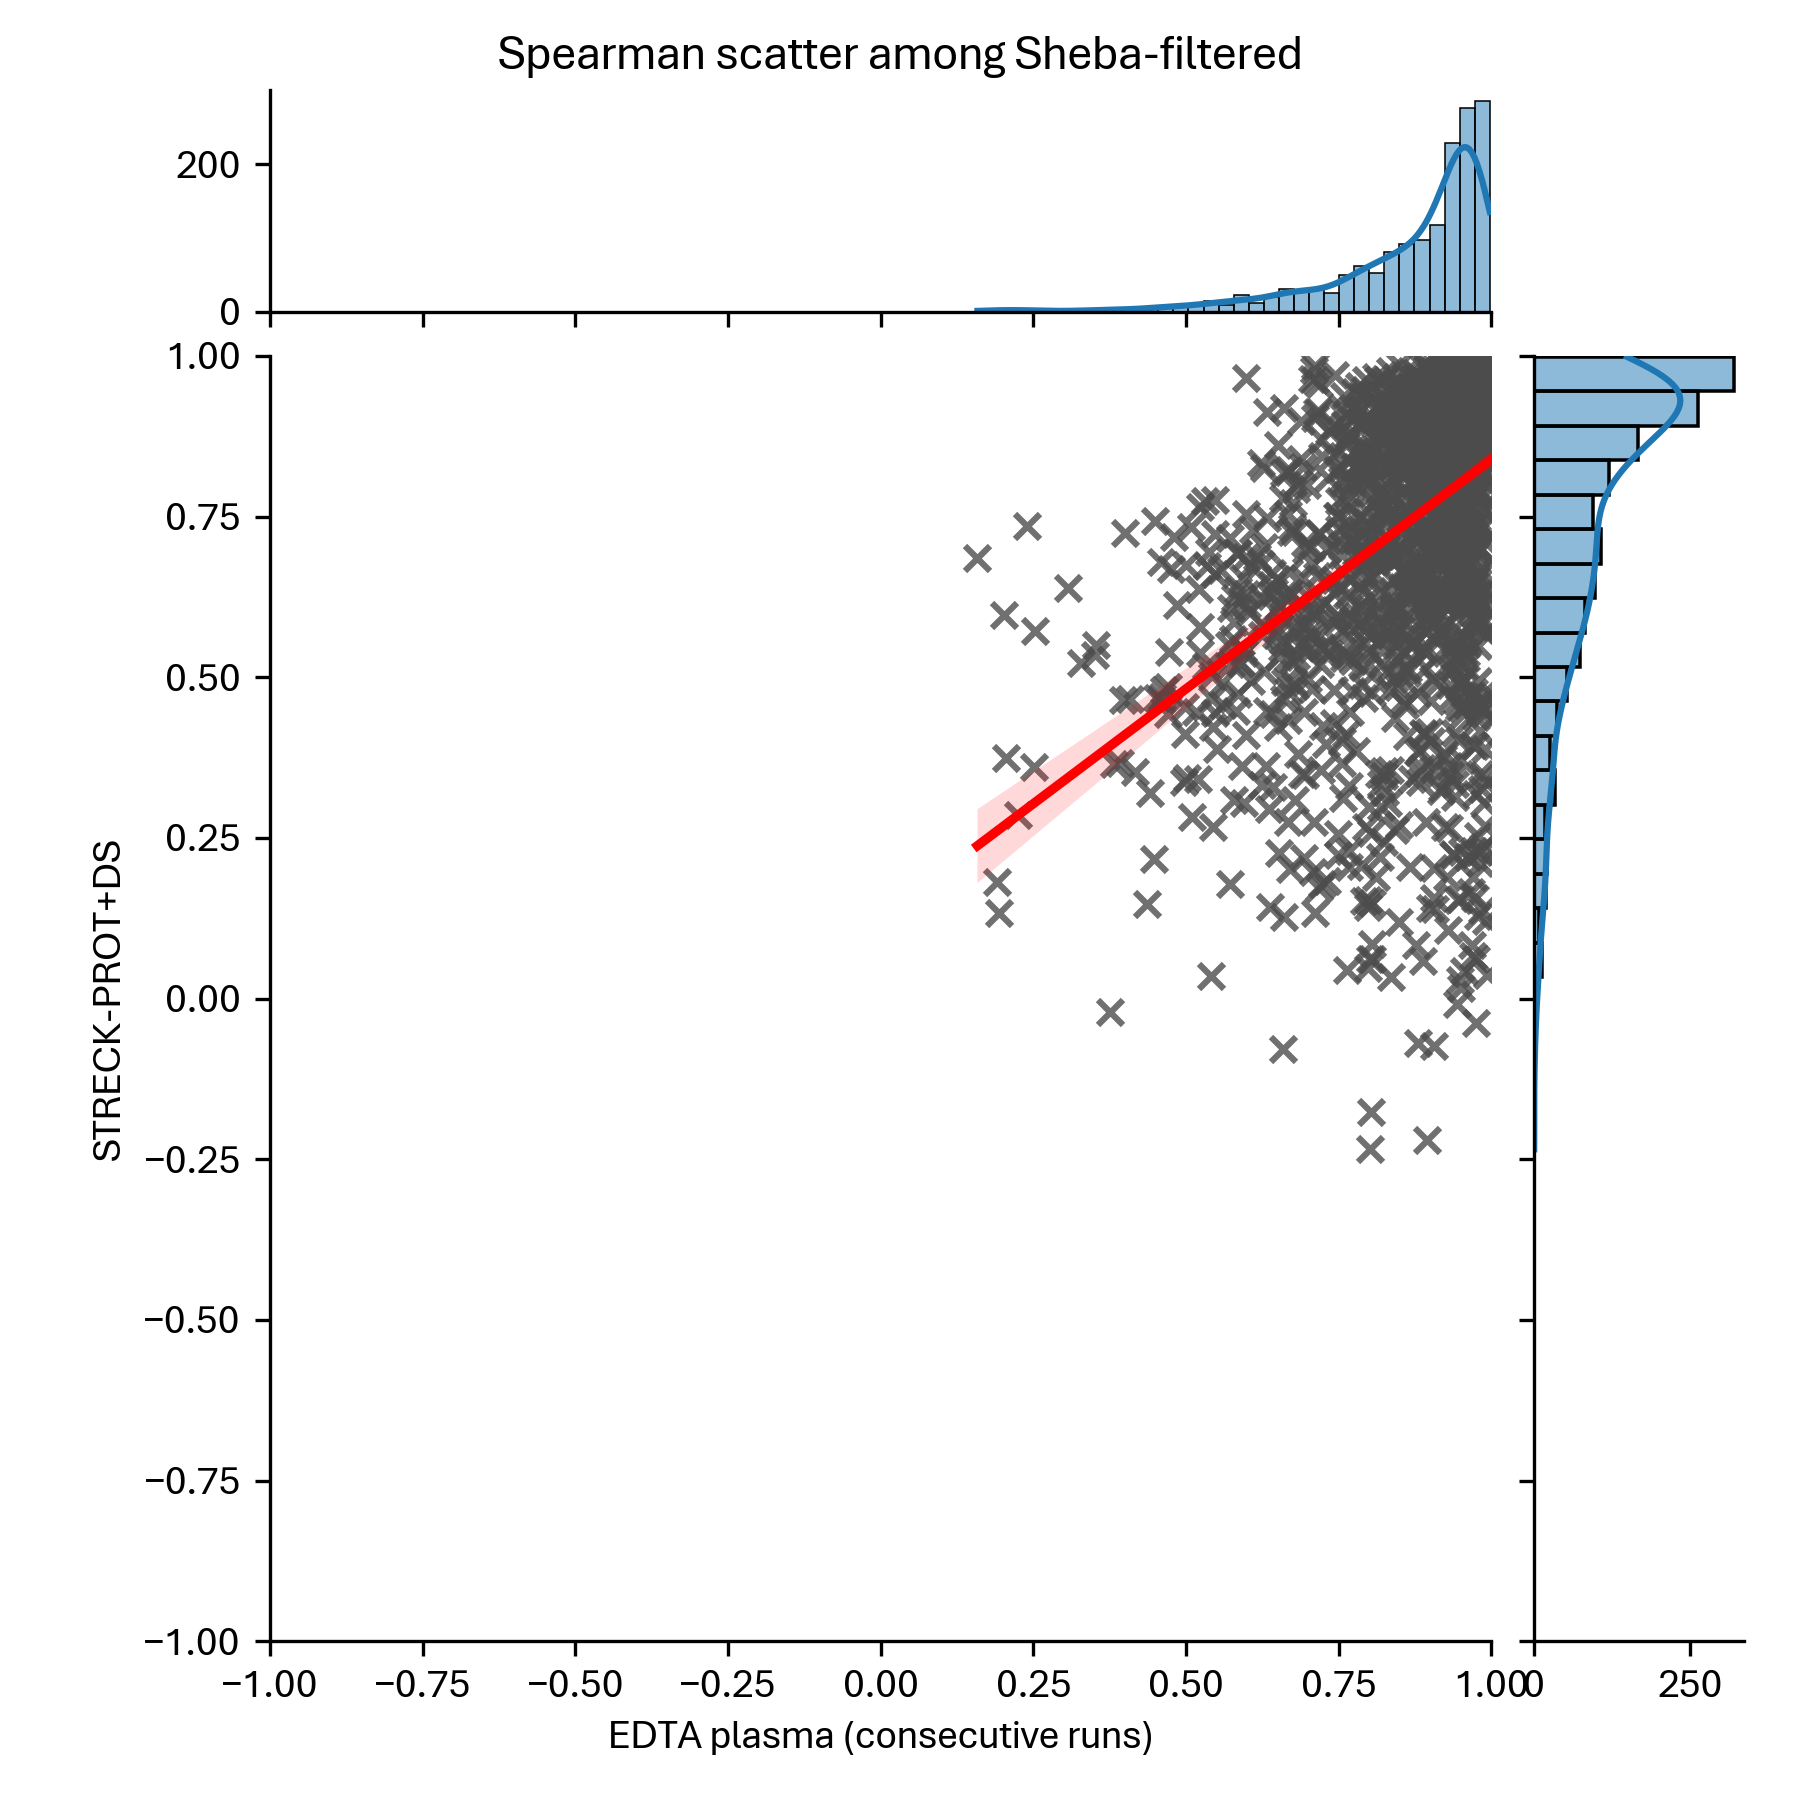 Spearman scatter among Sheba-filtered
200
0
1.00
0.75
0.50
0.25
0.00
−0.25
−0.50
−0.75
−1.00
STRECK-PROT+DS
−1.00 −0.75 −0.50 −0.25 0.00 0.25 0.50 0.75 1.00 0 250
EDTA plasma (consecutive runs)